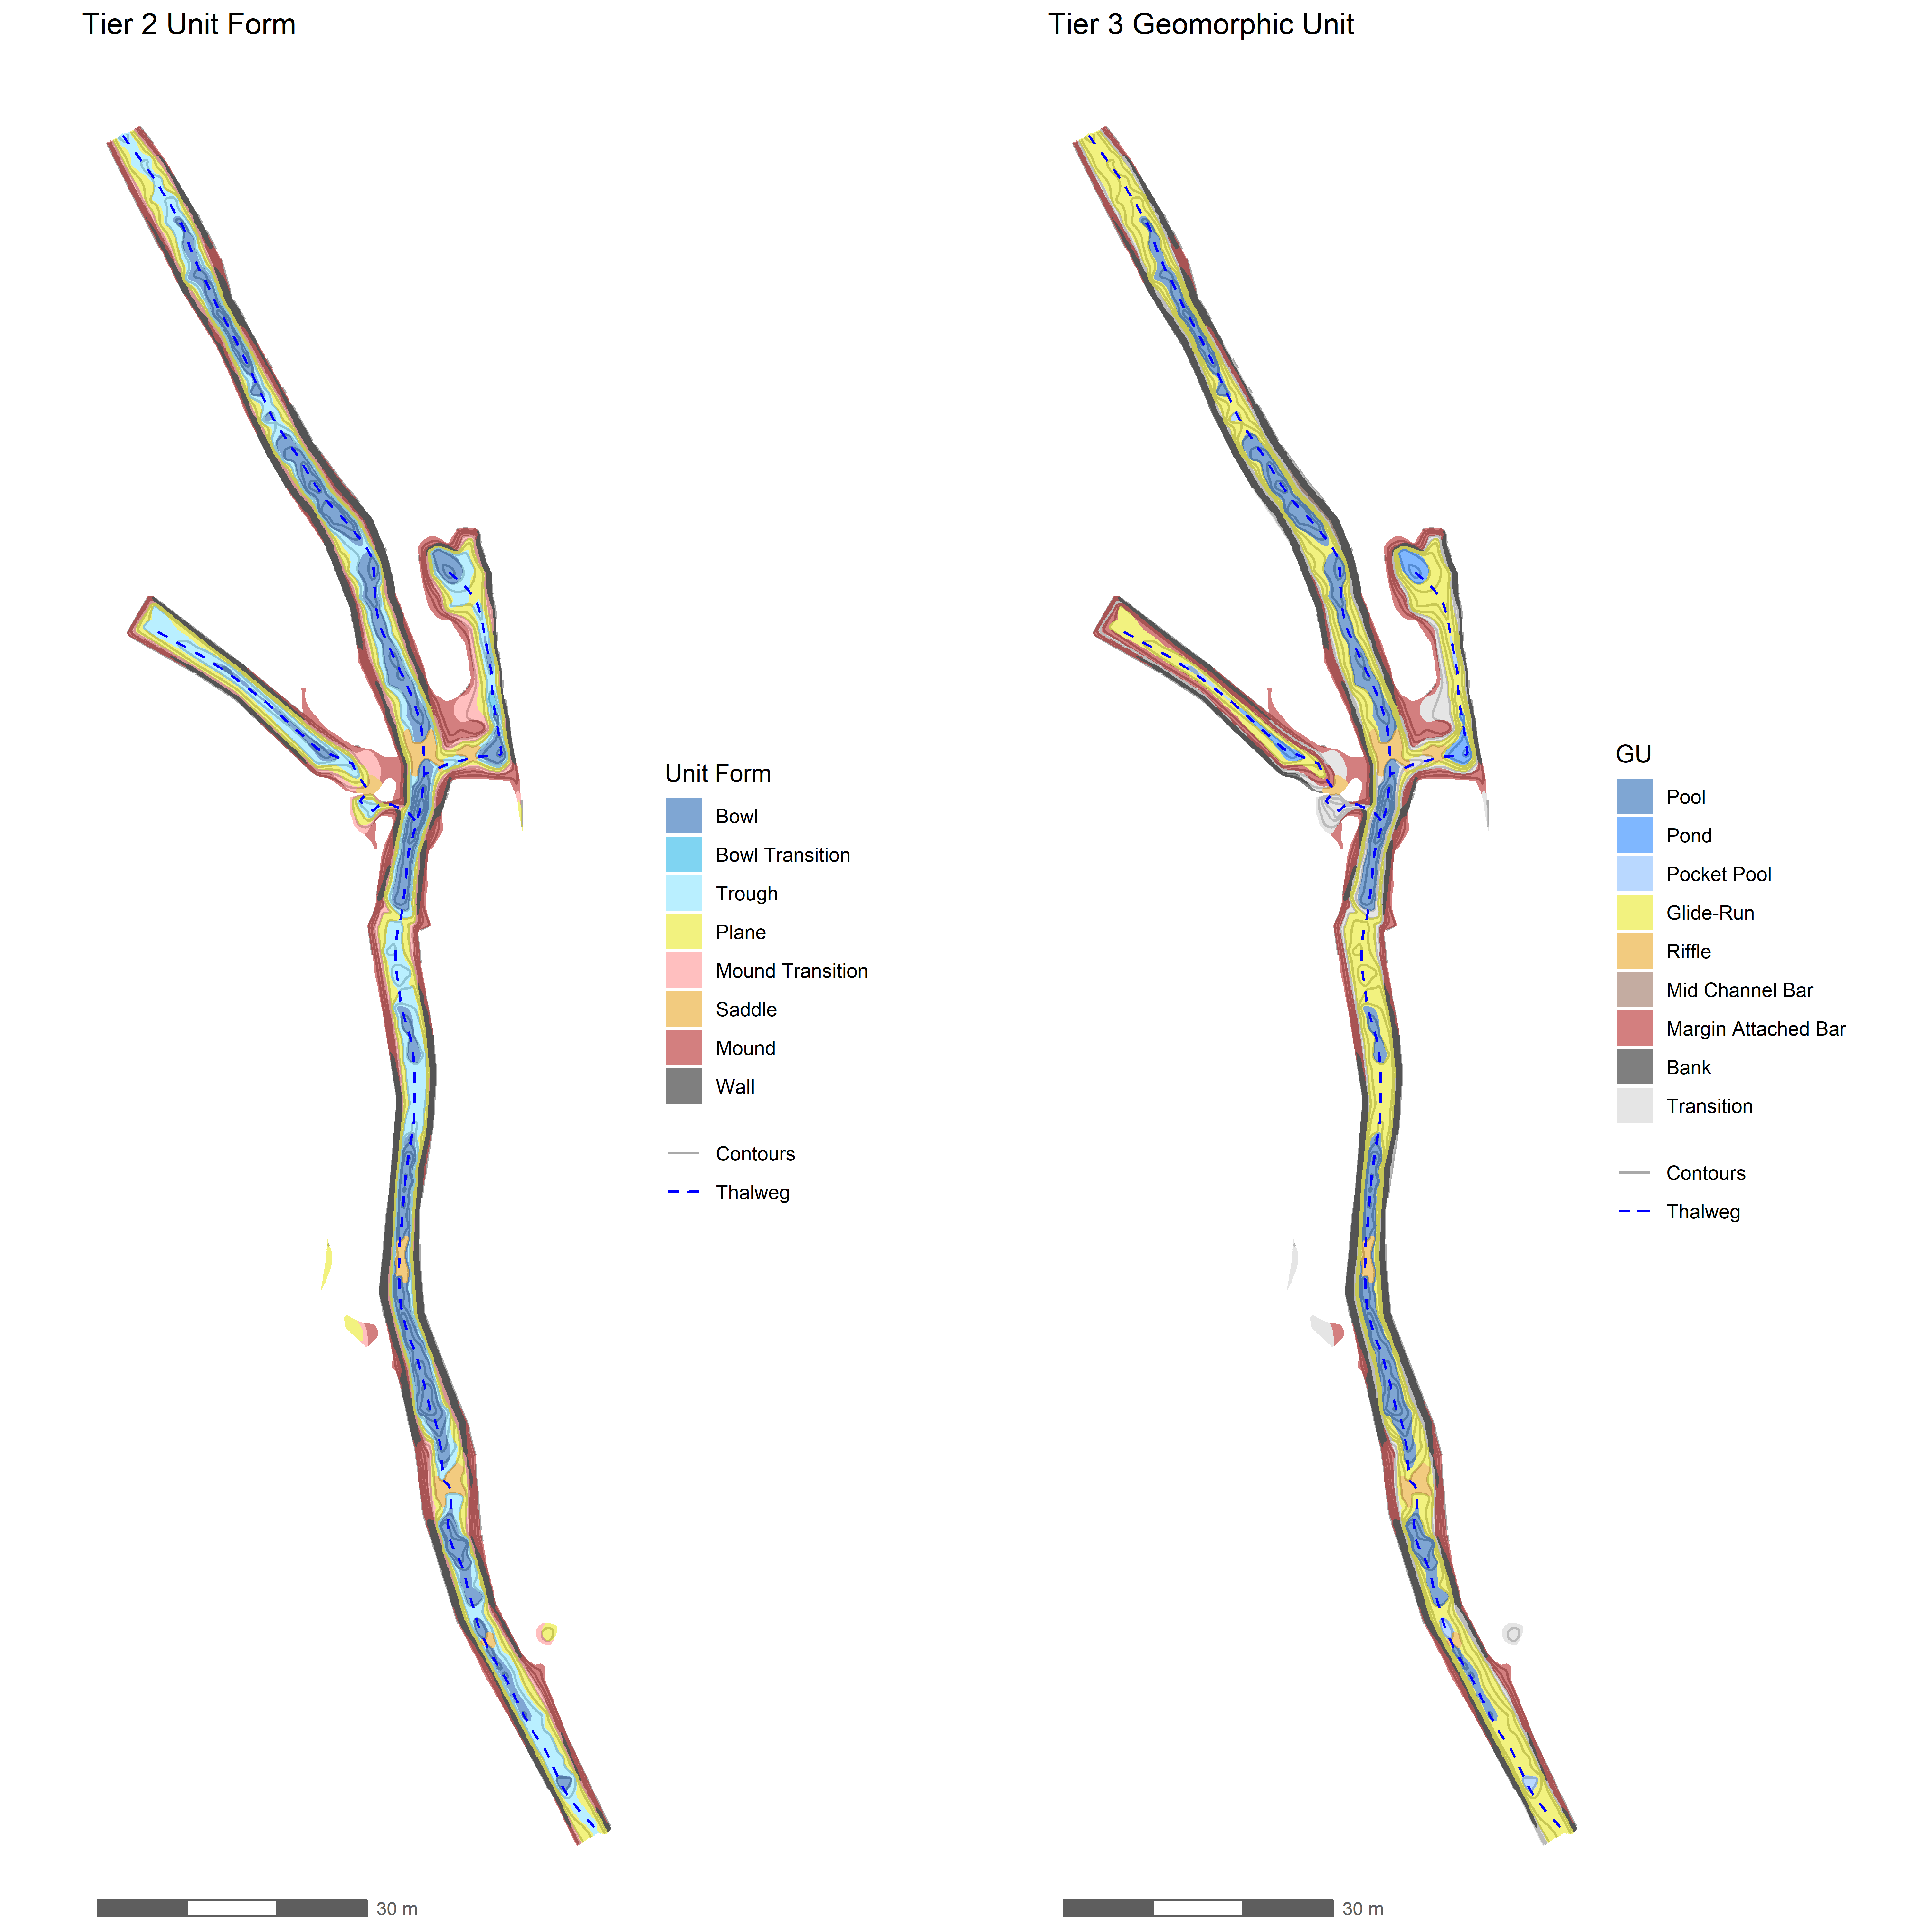 Tier 2 Unit Form
Tier 3 Geomorphic Unit
Unit Form
Bowl
Bowl Transition
Trough
Plane
Mound Transition
Saddle
Mound
Wall
Contours
Thalweg
GU
Pool
Pond
Pocket Pool
Glide-Run
Riffle
Mid Channel Bar
Margin Attached Bar
Bank
Transition
Contours
Thalweg
30 m
30 m